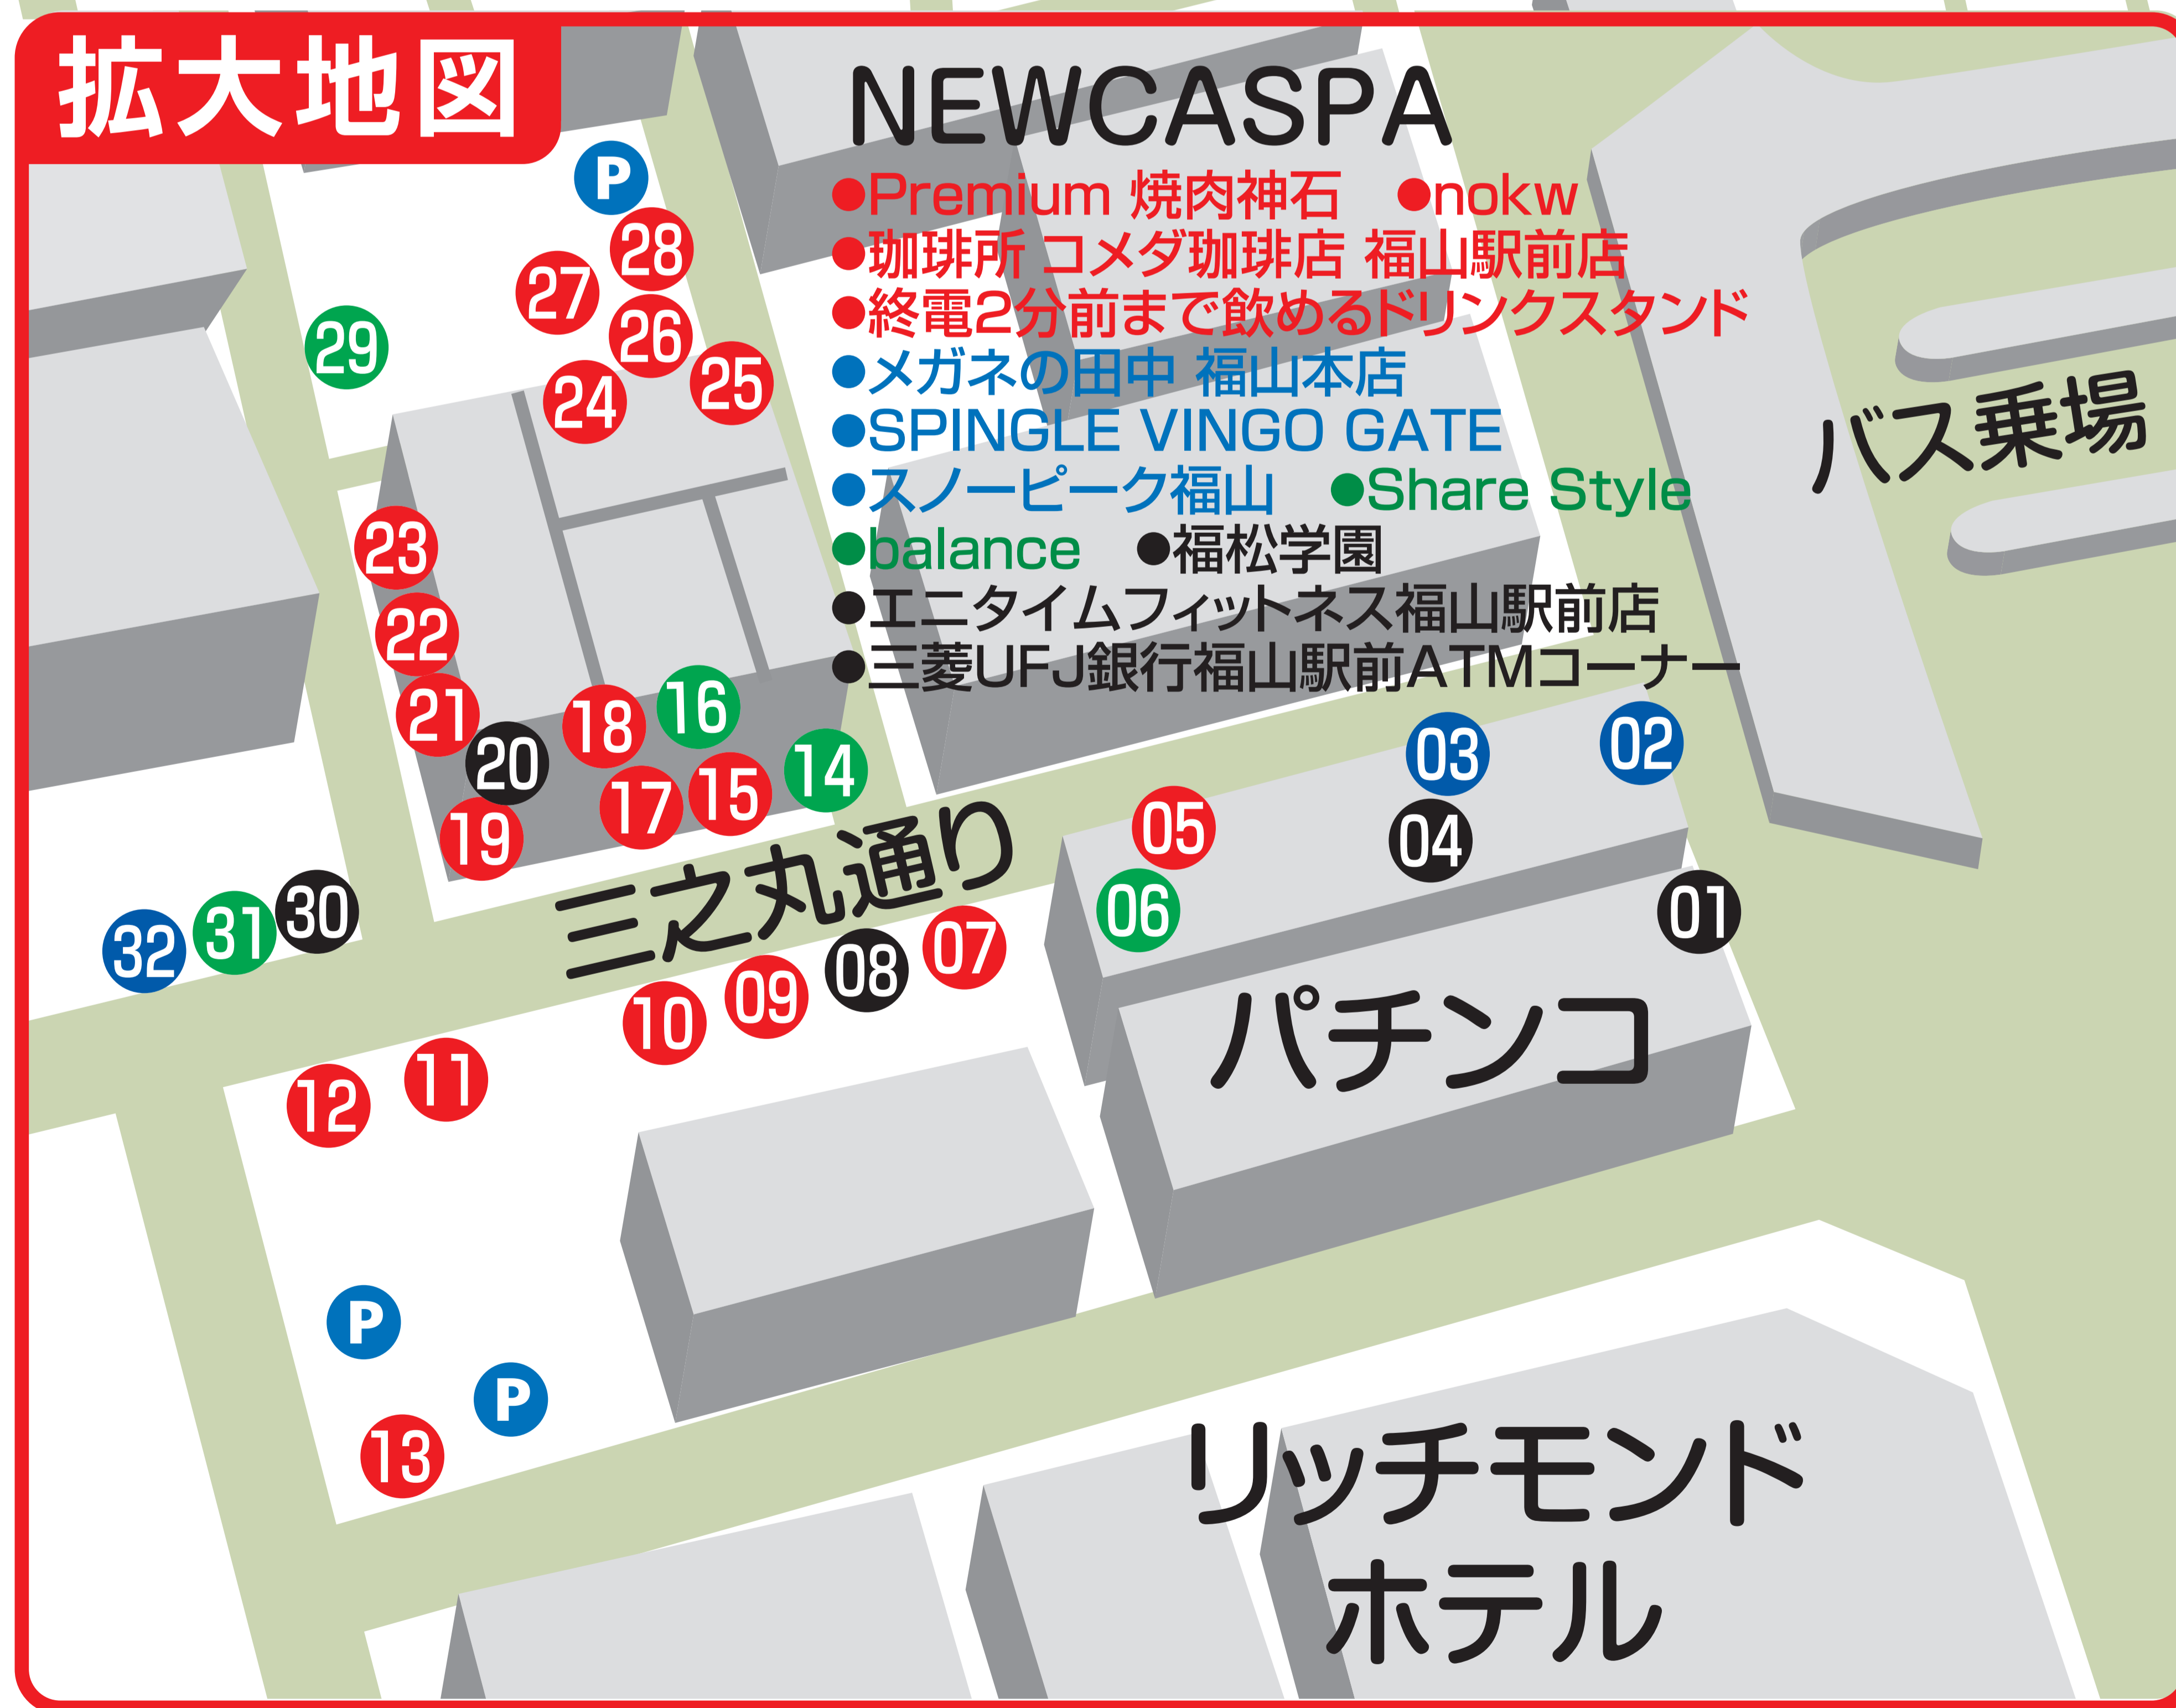 拡大地図
NEWCASPA
●Premium 焼肉神石 ●nokw
●珈琲所 コメダ珈琲店 福山駅前店
●終電2分前まで飲めるドリンクスタンド
●メガネの田中 福山本店
●SPINGLE VINGO GATE
●スノーピーク福山 ●Share Style
●balance ●福松学園
●エニタイムフィットネス福山駅前店
●三菱UFJ銀行福山駅前ATMコーナー
バス乗場
P
28
27
26
29
25
24
23
22
21
20
19
18
16
17
15
14
03
02
05
04
06
01
三之丸通り
32
31
30
10
09
08
07
12
11
パチンコ
P
P
13
リッチモンド
ホテル